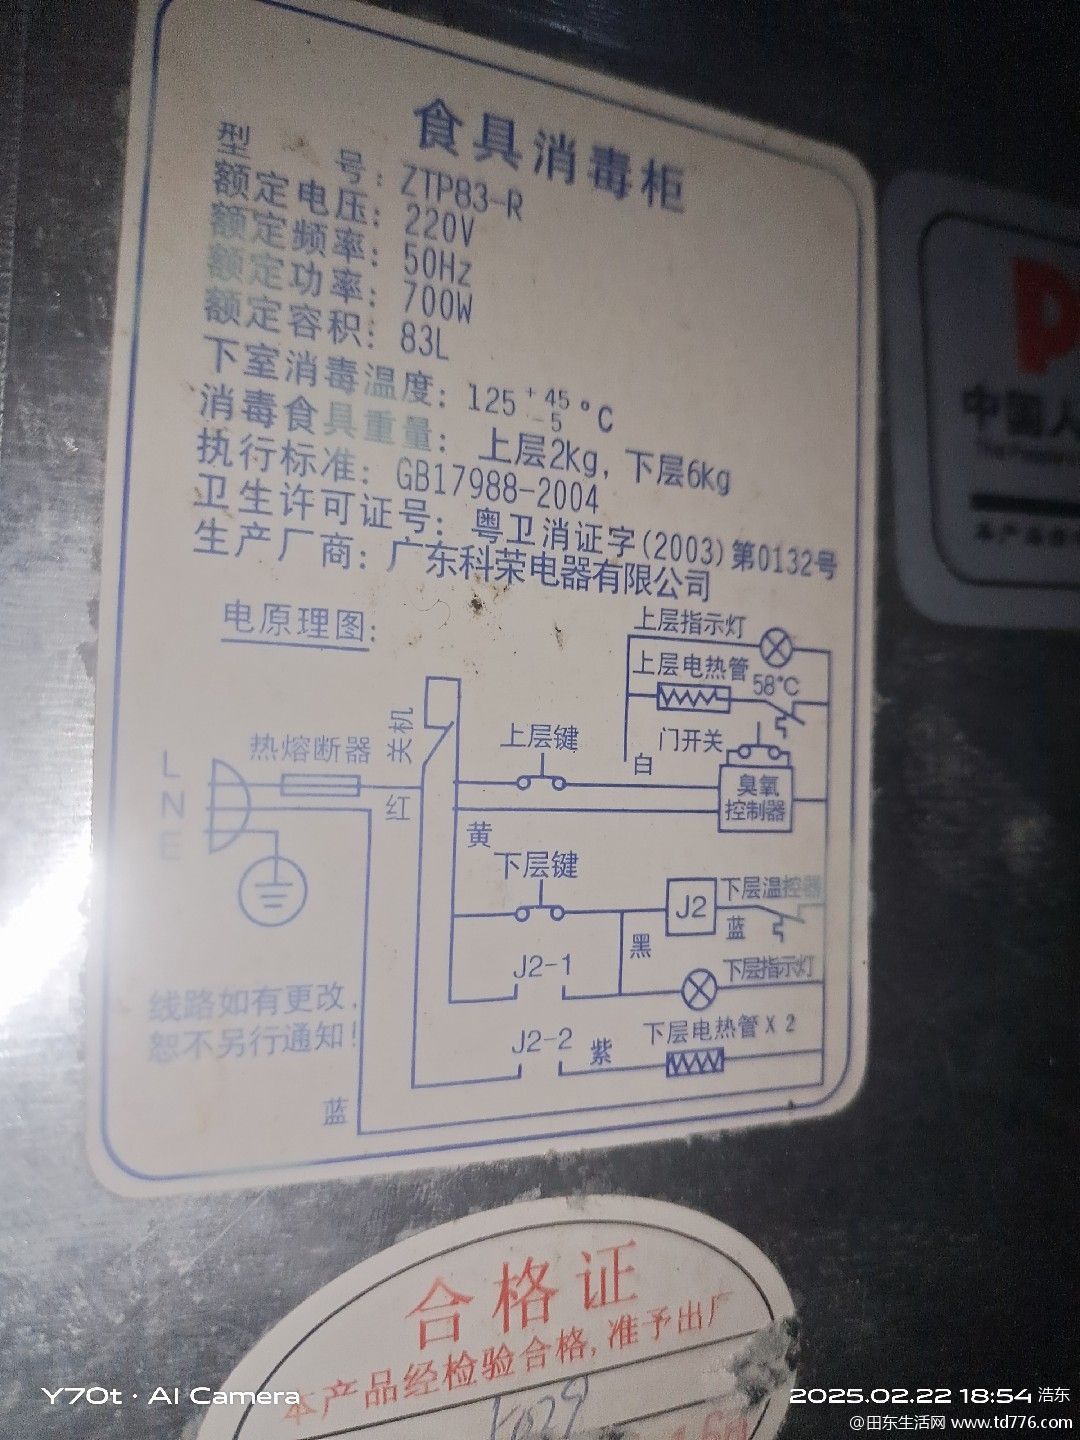 食具消毒柜
型 号：ZTP83-R
额定电压：220V
额定频率：50Hz
额定功率：700W
额定容积：83L
下室消毒温度：125 +45 -5 °C
消毒食具重量：上层2Kg，下层6Kg
执行标准：GB17988-2004
卫生许可证号：粤卫消证字(2003)第0132号
生产厂商：广东科荣电器有限公司
电原理图：
上层指示灯
上层电热管
58°C
门开关
白
臭氧
控制器
上层键
关机
热熔断器
红
L
N
E
黄
下层键
J2
下层温控器
蓝
黑
J2-1
下层指示灯
J2-2
紫
下层电热管X2
线路如有更改，
恕不另行通知！
蓝
P
中国人
本产品
合格证
本产品经检验合格，准予出厂
Y70t · AI Camera
2025.02.22 18:54 浩东
@田东生活网 www.td776.com